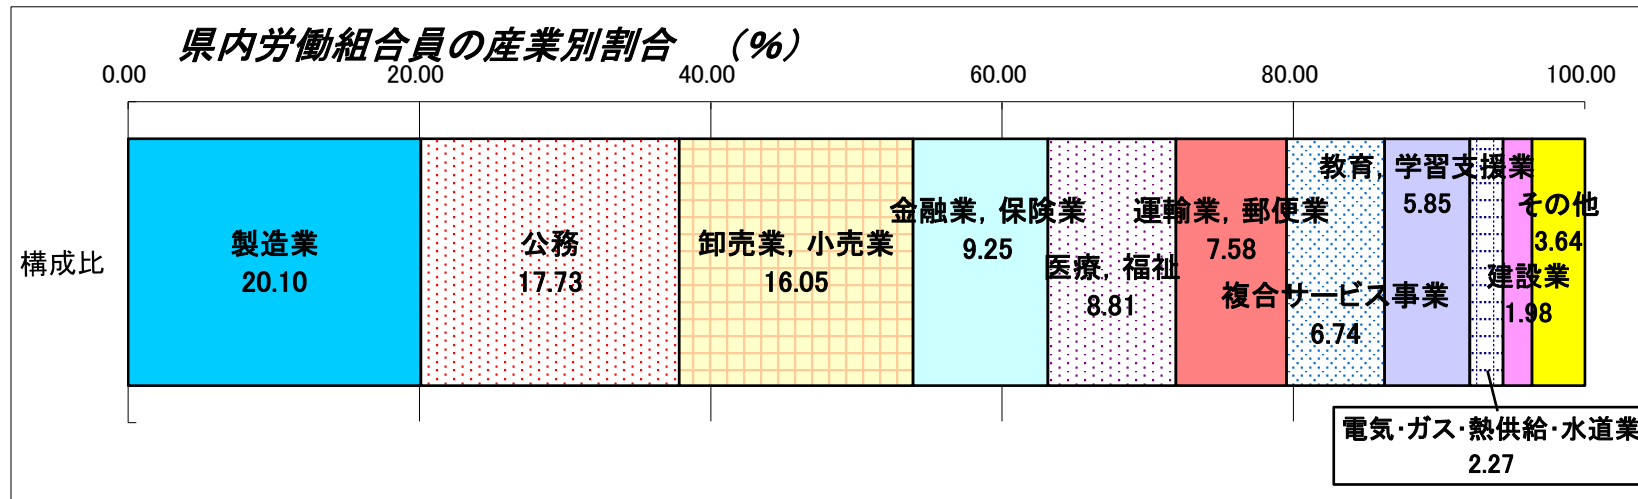 県内労働組合員の産業別割合　（％）
0.00 20.00 40.00 60.00 80.00 100.00
構成比
製造業
20.10
公務
17.73
卸売業, 小売業
16.05
金融業, 保険業
9.25
医療, 福祉
8.81
運輸業, 郵便業
7.58
複合サービス事業
6.74
教育, 学習支援業
5.85
電気･ガス･熱供給･水道業
2.27
建設業
1.98
その他
3.64